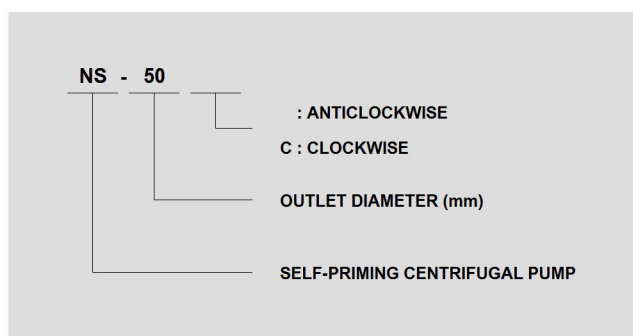 NS - 50
: ANTICLOCKWISE
C : CLOCKWISE
OUTLET DIAMETER (mm)
SELF-PRIMING CENTRIFUGAL PUMP